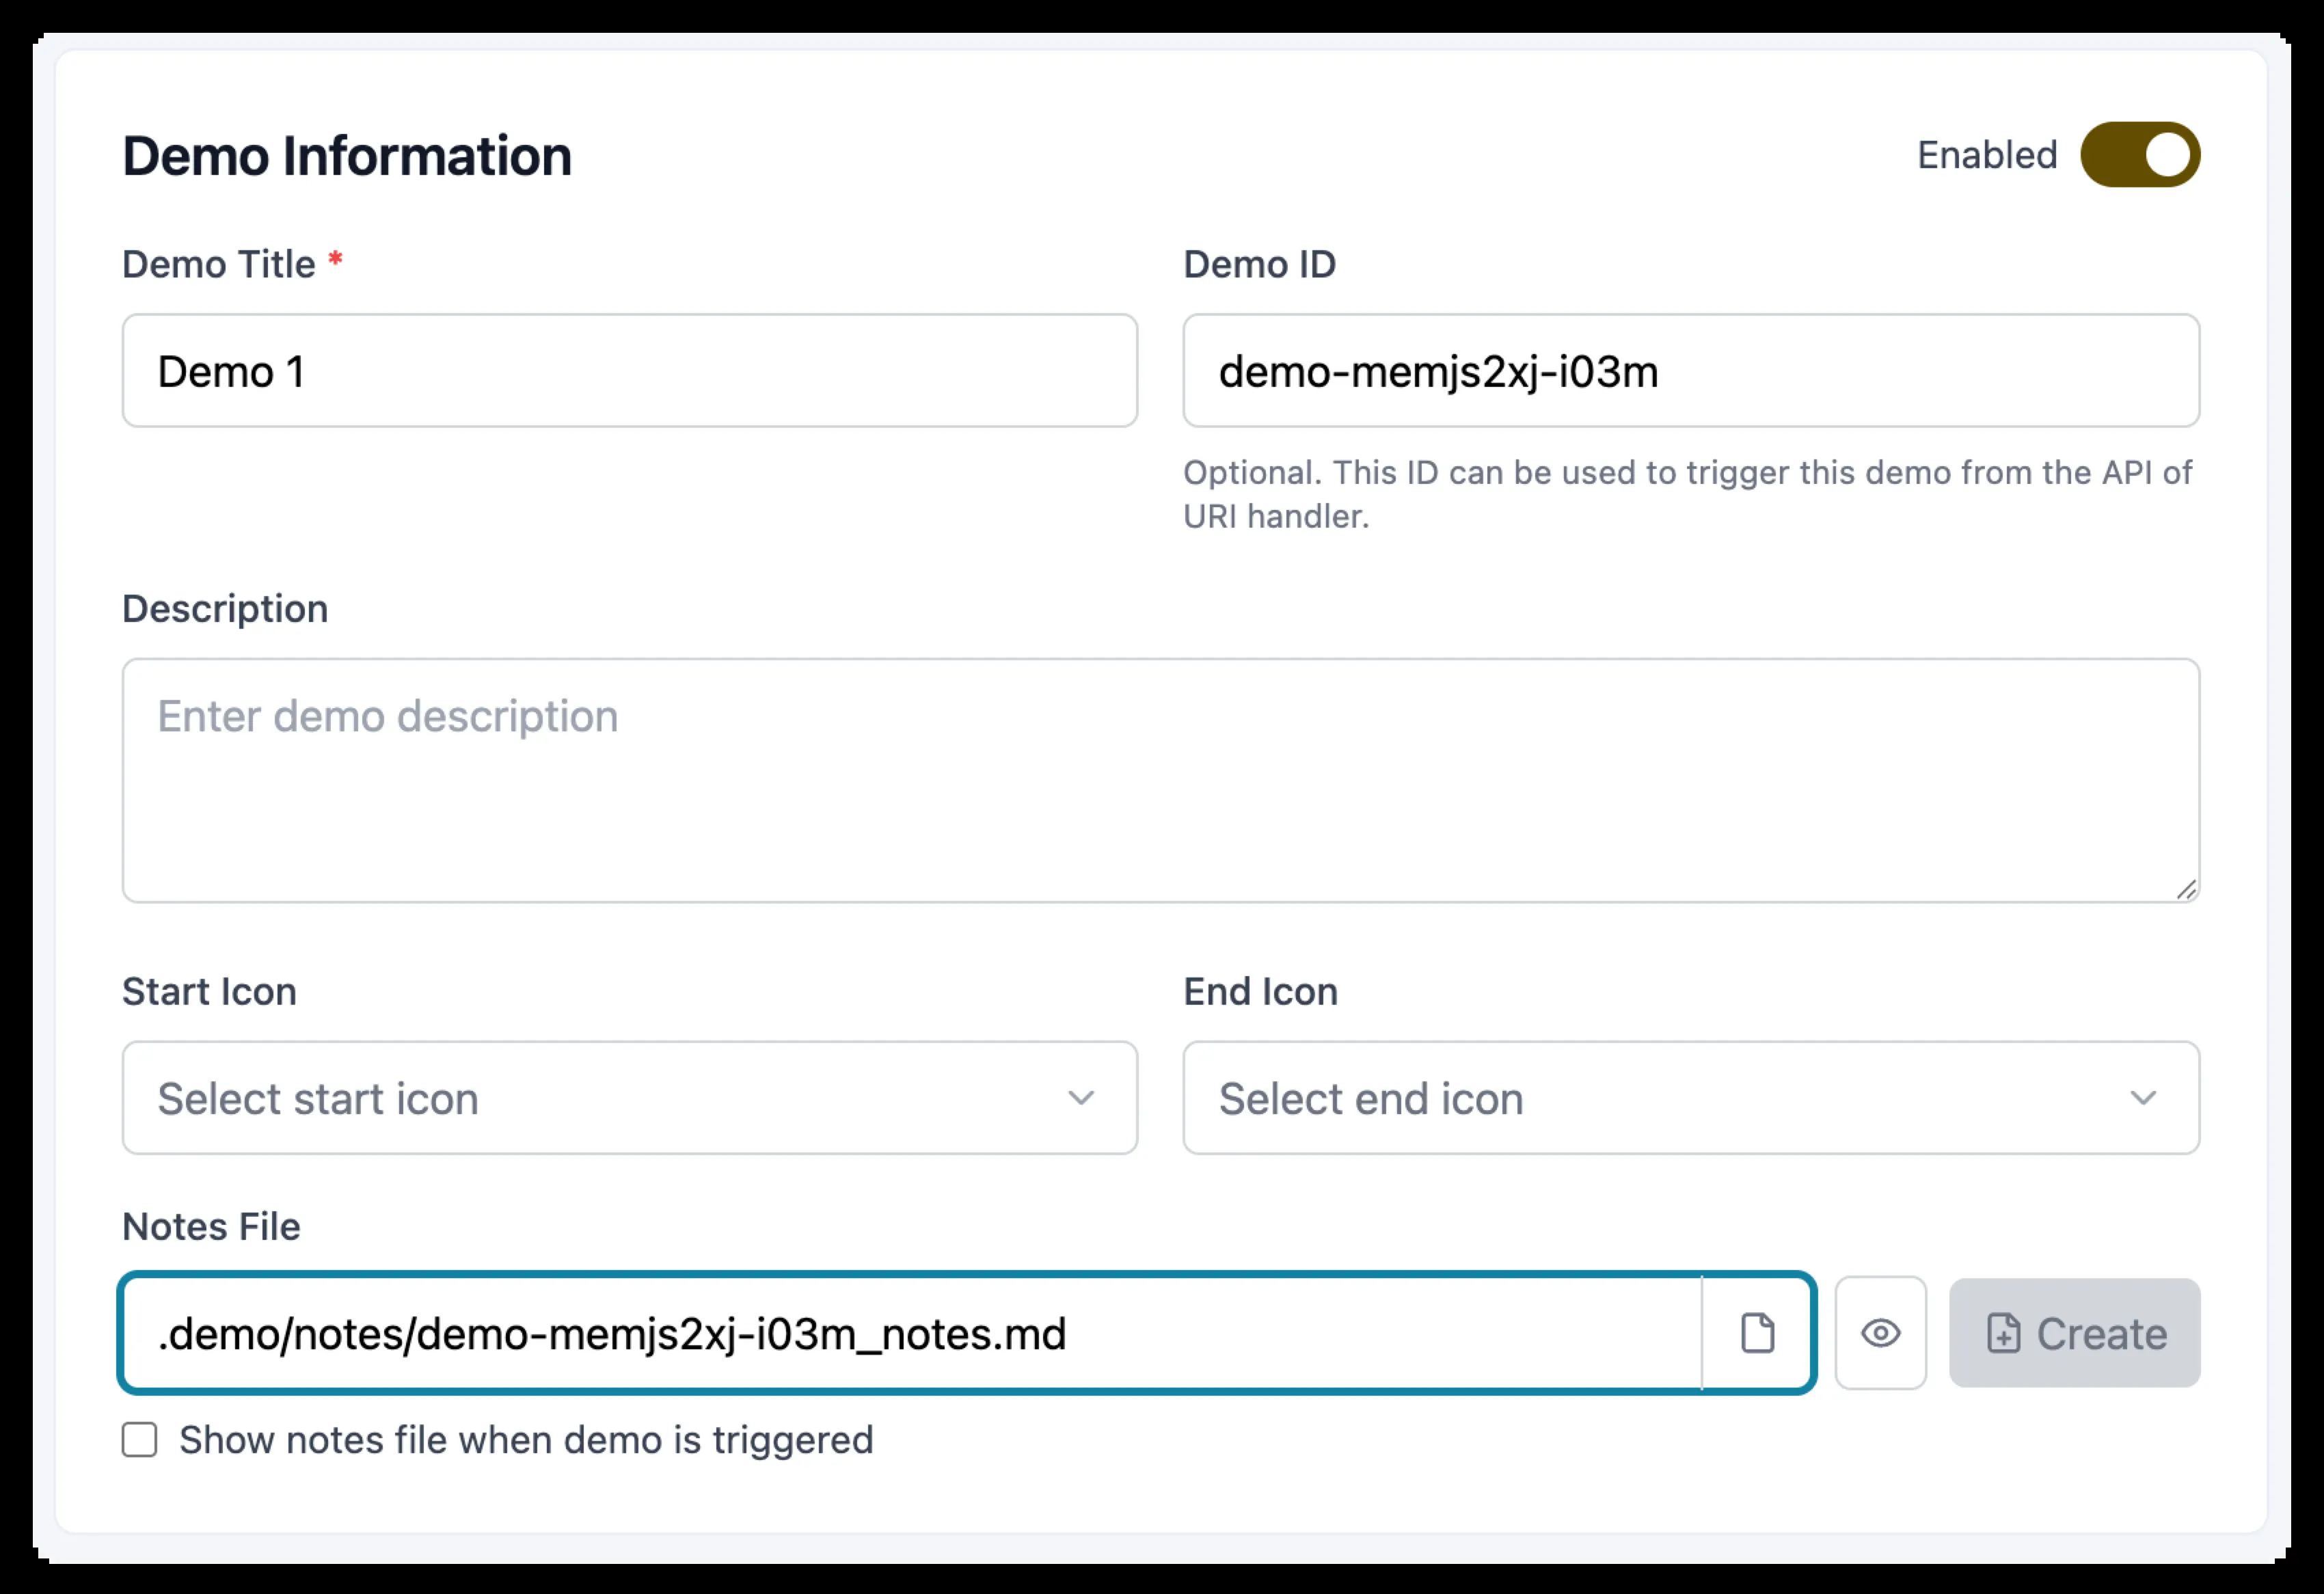 Demo Information
Enabled
Demo Title *
Demo ID
Demo 1
demo-memjs2xj-i03m
Optional. This ID can be used to trigger this demo from the API of
URI handler.
Description
Enter demo description
Start Icon
End Icon
Select start icon
Select end icon
Notes File
.demo/notes/demo-memjs2xj-i03m_notes.md
Create
Show notes file when demo is triggered